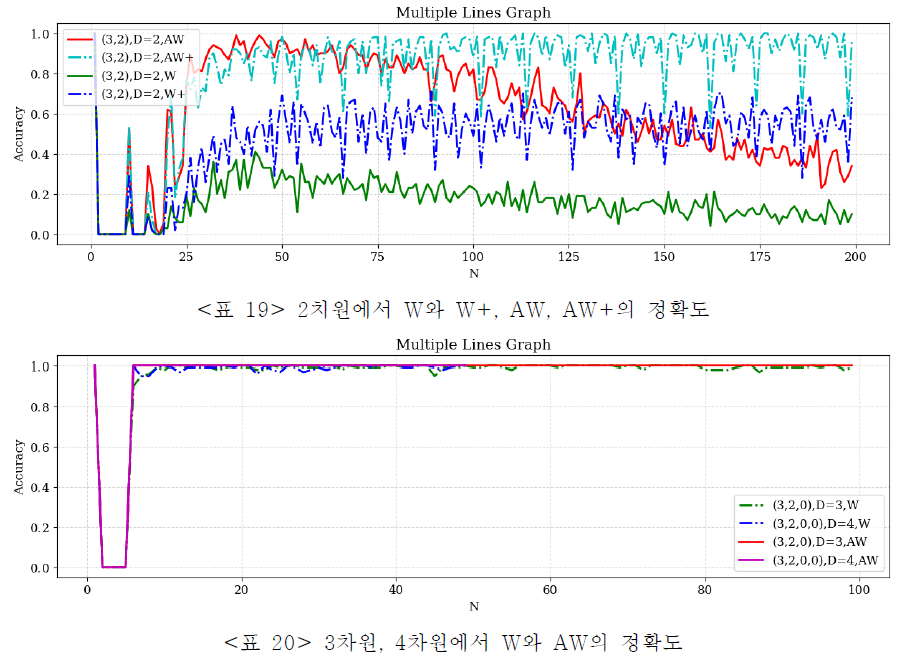 Multiple Lines Graph
1.0
0.8
0.6
0.4
0.2
0.0
Accuracy
(3,2),D=2,AW
(3,2),D=2,AW+
(3,2),D=2,W
(3,2),D=2,W+
0 25 50 75 100 125 150 175 200
N
<표 19> 2치원에서 W와 W+, AW, AW+의 정확도
Multiple Lines Graph
1.0
0.8
0.6
0.4
0.2
0.0
Accuracy
(3,2,0),D=3,W
(3,2,0,0),D=4,W
(3,2,0),D=3,AW
(3,2,0,0),D=4,AW
0 20 40 60 80 100
N
<표 20> 3차원, 4차원에서 W와 AW의 정확도